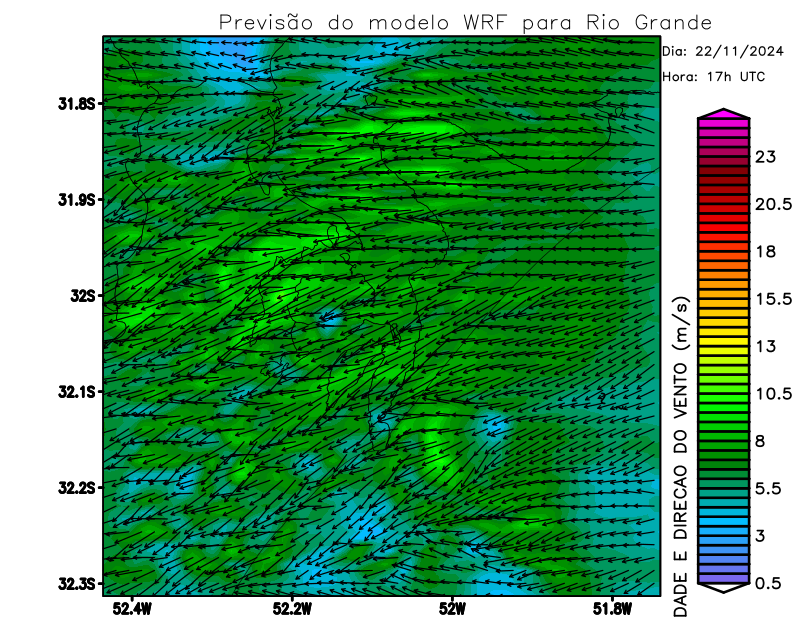 Previsão do modelo WRF para Rio Grande
Dia: 22/11/2024
Hora: 17h UTC
31.8S
31.9S
32S
32.1S
32.2S
32.3S
52.4W
52.2W
52W
51.8W
23
20.5
18
15.5
13
10.5
8
5.5
3
0.5
DADE E DIRECAO DO VENTO (m/s)